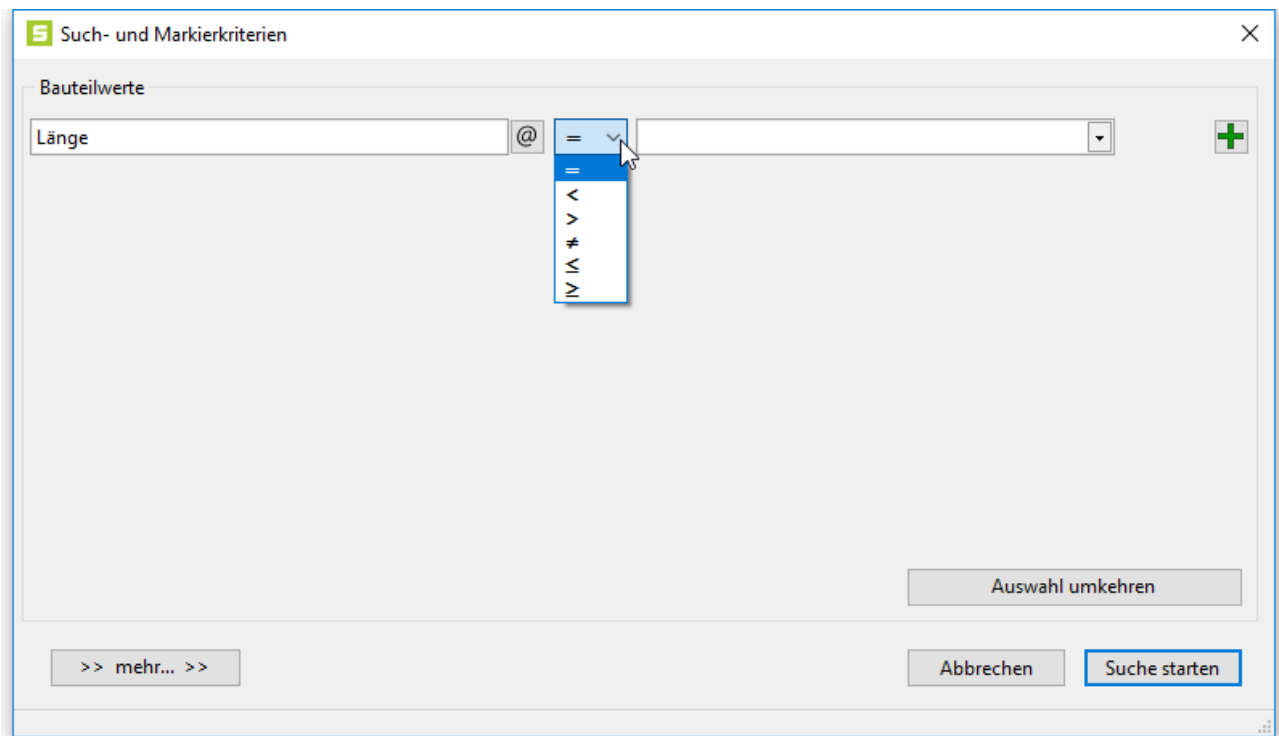 S Such- und Markierkriterien
Bauteilwerte
Länge @ =
=
<
>
≠
≤
≥
Auswahl umkehren
>> mehr... >> Abbrechen Suche starten